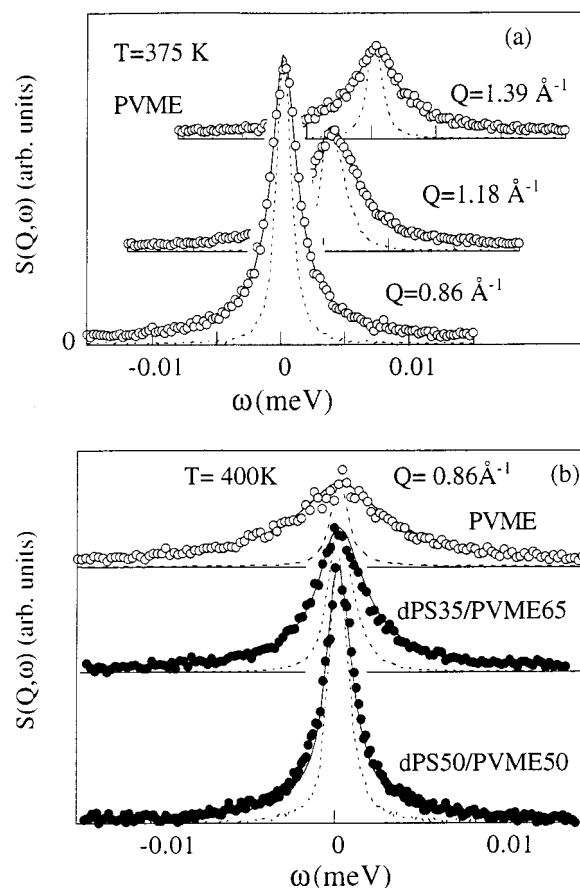 (a)
T=375 K
PVME
Q=1.39 Å-1
Q=1.18 Å-1
Q=0.86 Å-1
S(Q,ω) (arb. units)
0
-0.01 0 0.01
ω(meV)
T= 400K Q= 0.86Å-1 (b)
PVME
dPS35/PVME65
dPS50/PVME50
S(Q,ω) (arb. units)
-0.01 0 0.01
ω(meV)